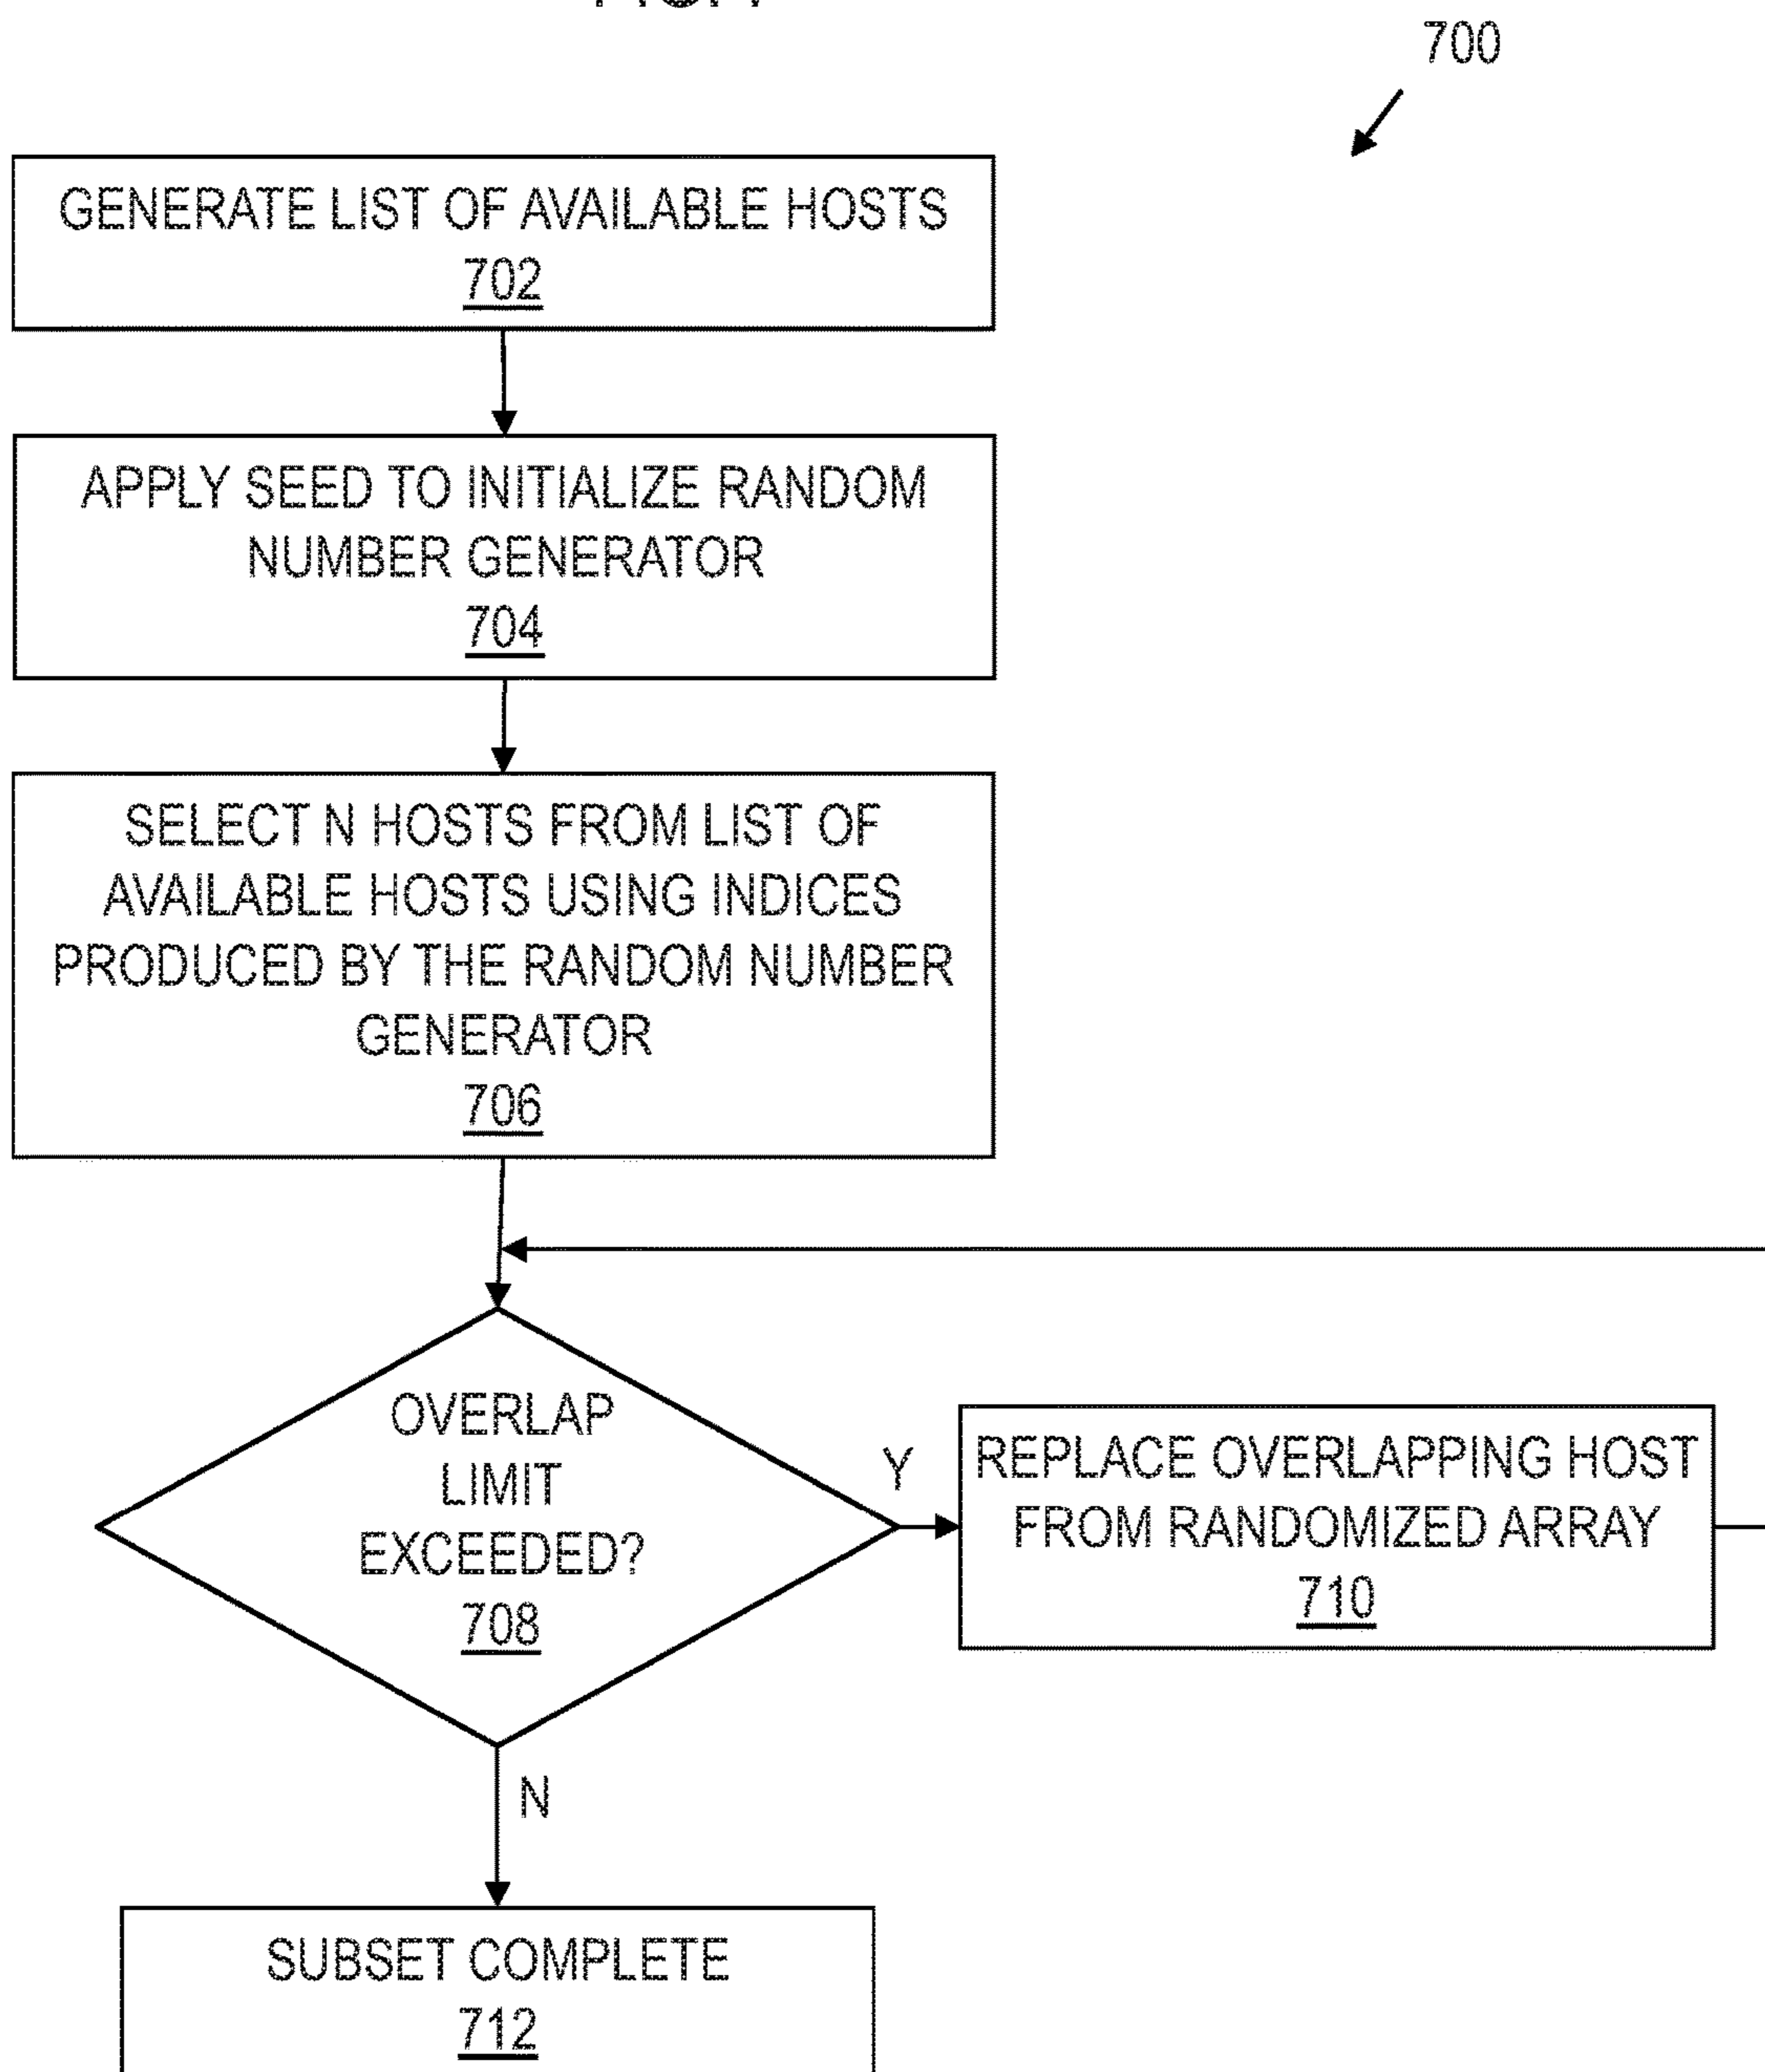 700
GENERATE LIST OF AVAILABLE HOSTS
702
APPLY SEED TO INITIALIZE RANDOM
NUMBER GENERATOR
704
SELECT N HOSTS FROM LIST OF
AVAILABLE HOSTS USING INDICES
PRODUCED BY THE RANDOM NUMBER
GENERATOR
706
OVERLAP
LIMIT
EXCEEDED?
708
Y
REPLACE OVERLAPPING HOST
FROM RANDOMIZED ARRAY
710
N
SUBSET COMPLETE
712